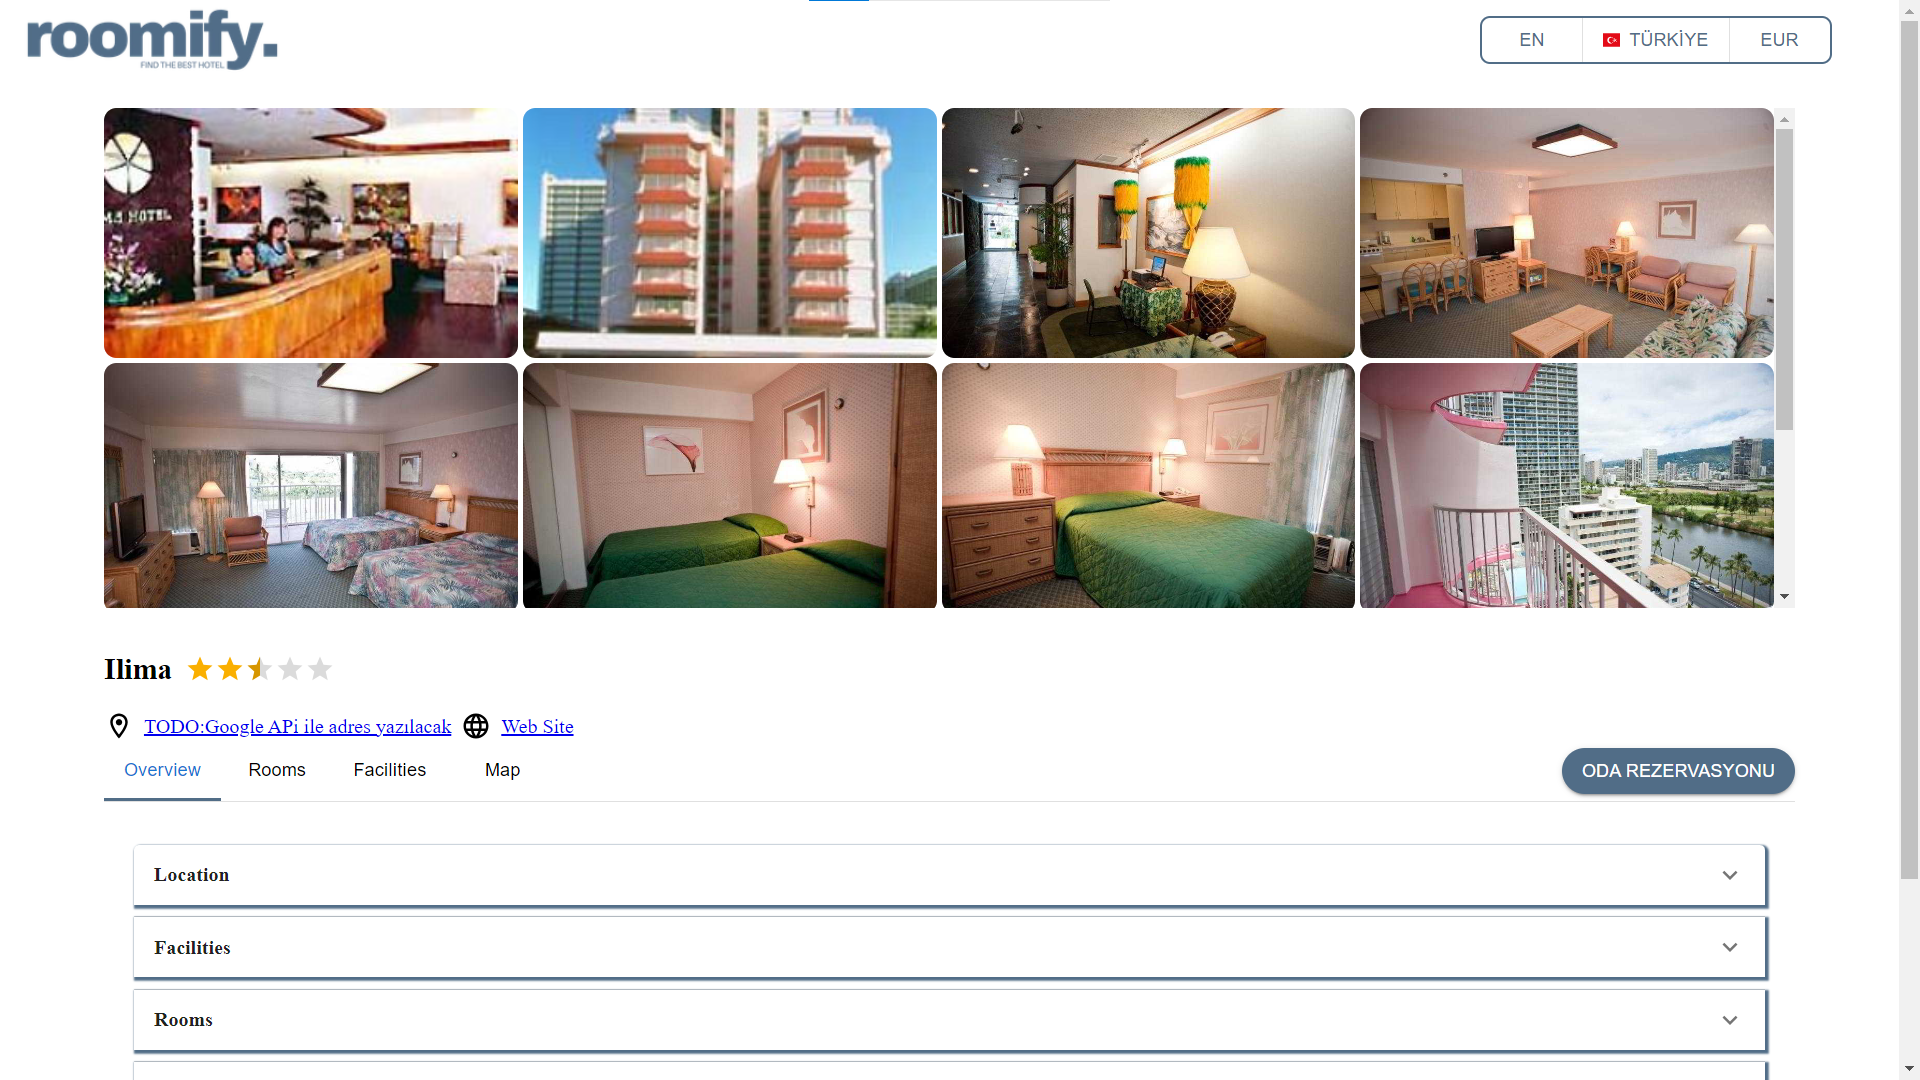 roomify.
FIND THE BEST HOTEL
EN
TÜRKİYE
EUR
HOTEL
Ilima
TODO:Google APi ile adres yazılacak
Web Site
Overview
Rooms
Facilities
Map
ODA REZERVASYONU
Location
Facilities
Rooms